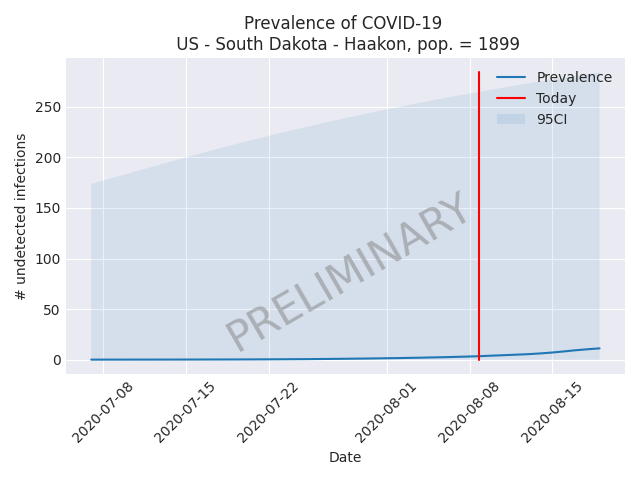 Prevalence of COVID-19
US - South Dakota - Haakon, pop. = 1899
Prevalence
Today
95CI
# undetected infections
250
200
150
100
50
0
PRELIMINARY
2020-07-08
2020-07-15
2020-07-22
2020-08-01
2020-08-08
2020-08-15
Date